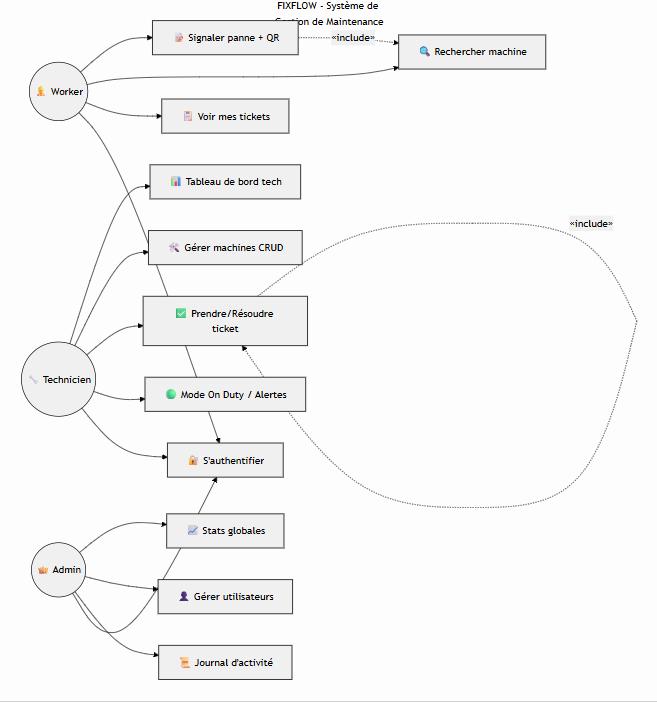 FIXFLOW - Système de
Gestion de Maintenance
Signaler panne + QR
«include»
Rechercher machine
Worker
Voir mes tickets
Tableau de bord tech
«include»
Gérer machines CRUD
Prendre/Résoudre
ticket
Technicien
Mode On Duty / Alertes
S'authentifier
Stats globales
Admin
Gérer utilisateurs
Journal d'activité